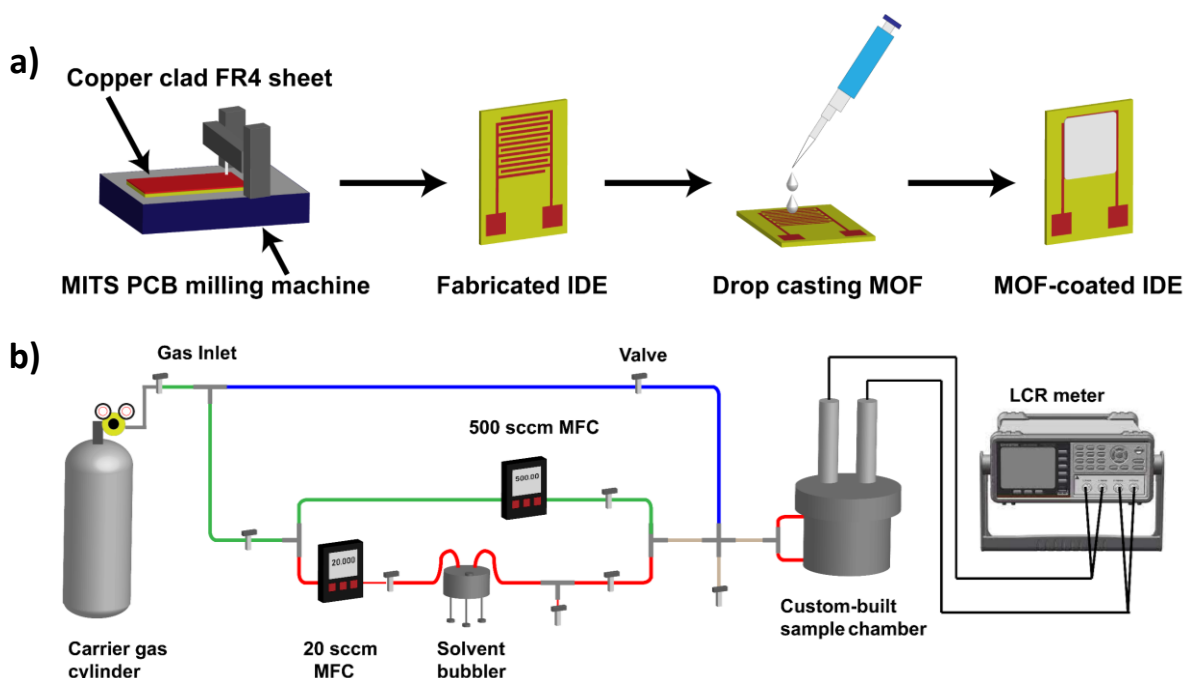 a)
Copper clad FR4 sheet
MITS PCB milling machine
Fabricated IDE
Drop casting MOF
MOF-coated IDE
b)
Gas Inlet
Valve
LCR meter
500 sccm MFC
500.00
20.000
Carrier gas
cylinder
20 sccm
MFC
Solvent
bubbler
Custom-built
sample chamber